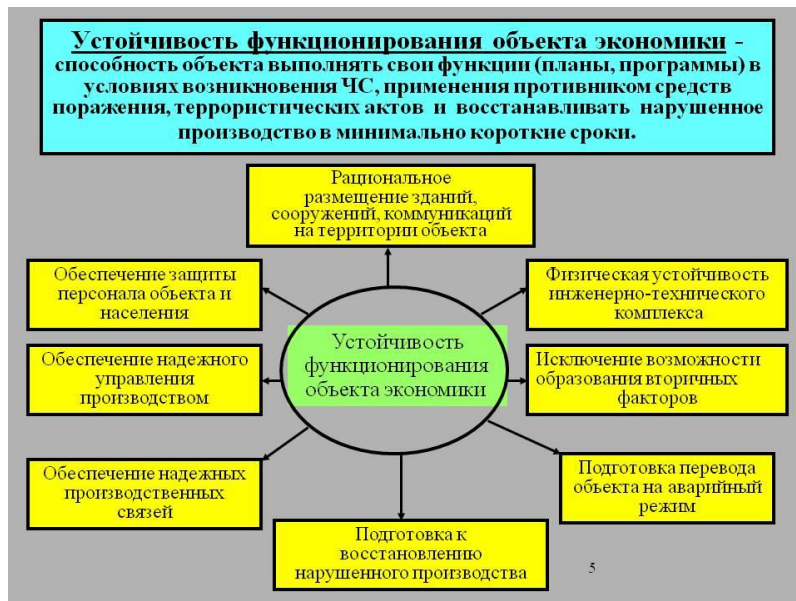 Устойчивость функционирования объекта экономики -
способность объекта выполнять свои функции (планы, программы) в
условиях возникновения ЧС, применения противником средств
поражения, террористических актов и восстанавливать нарушенное
производство в минимально короткие сроки.
Рациональное
размещение зданий,
сооружений, коммуникаций
на территории объекта
Обеспечение защиты
персонала объекта и
населения
Физическая устойчивость
инженерно-технического
комплекса
Устойчивость
функционирования
объекта экономики
Обеспечение надежного
управления
производством
Исключение возможности
образования вторичных
факторов
Обеспечение надежных
производственных
связей
Подготовка перевода
объекта на аварийный
режим
Подготовка к
восстановлению
нарушенного производства
5